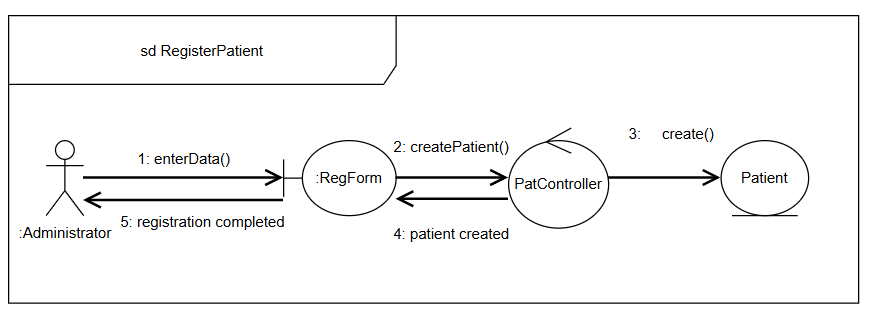 sd RegisterPatient
1: enterData()
2: createPatient()
3: create()
:RegForm
PatController
Patient
:Administrator
5: registration completed
4: patient created